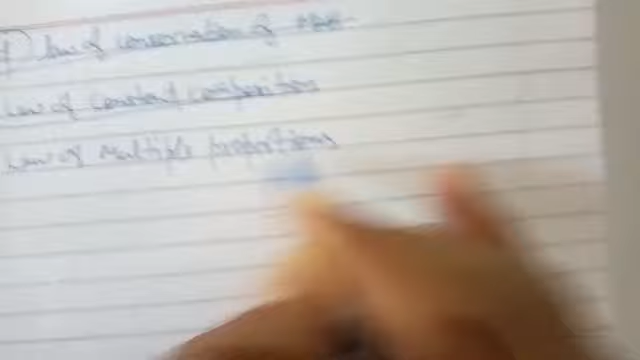 Law of conservation of
Law of constant composition
Law of Multiple proportions